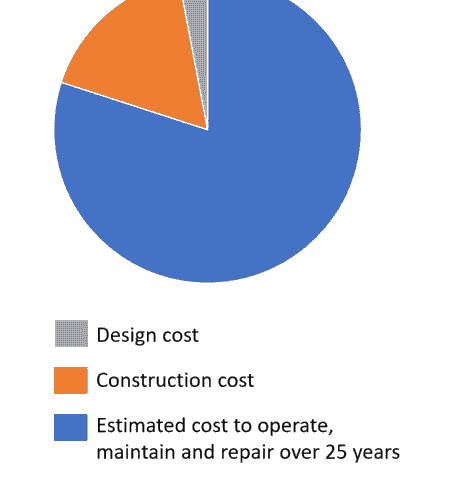 Design cost
Construction cost
Estimated cost to operate,
maintain and repair over 25 years